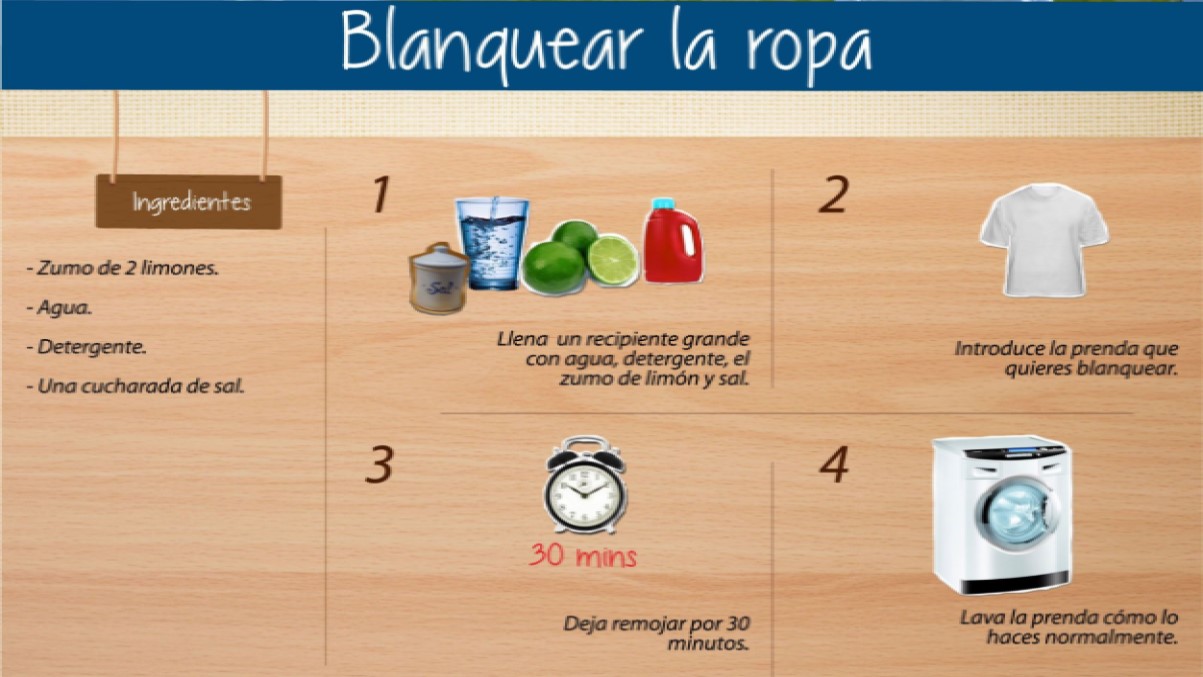 Blanquear la ropa
Ingredientes
- Zumo de 2 limones.
- Agua.
- Detergente.
- Una cucharada de sal.
1
Sal
Llena un recipiente grande
con agua, detergente, el
zumo de limón y sal.
2
Introduce la prenda que
quieres blanquear.
3
30 mins
Deja remojar por 30
minutos.
4
Lava la prenda cómo lo
haces normalmente.